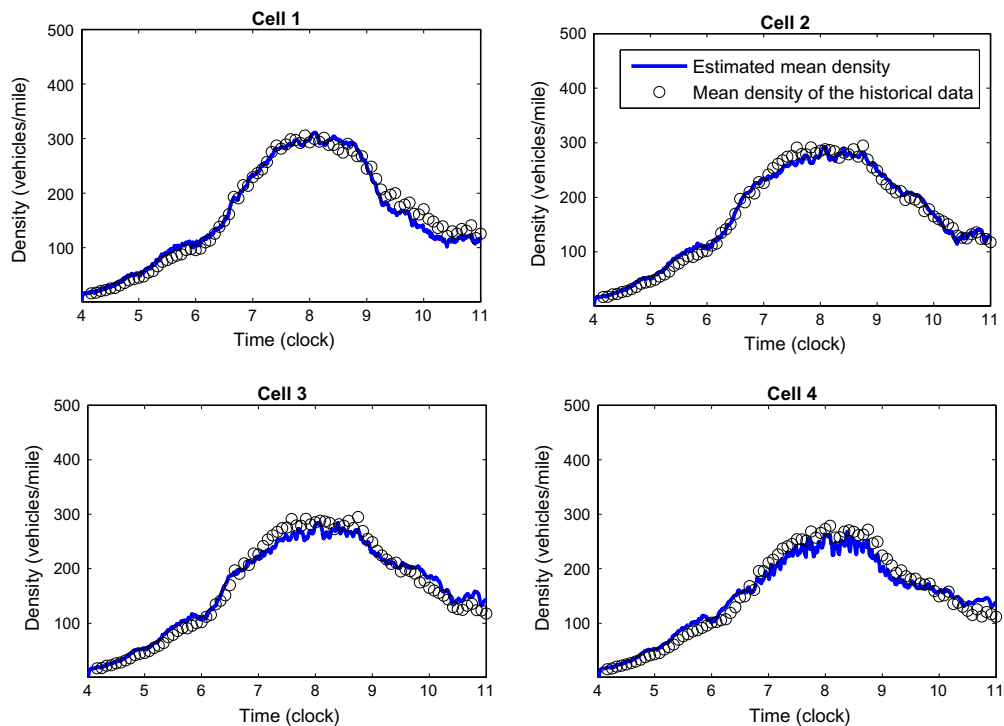 Cell 1
500
400
300
200
100
Density (vehicles/mile)
4 5 6 7 8 9 10 11
Time (clock)
Cell 2
500
400
300
200
100
Density (vehicles/mile)
Estimated mean density
Mean density of the historical data
4 5 6 7 8 9 10 11
Time (clock)
Cell 3
500
400
300
200
100
Density (vehicles/mile)
4 5 6 7 8 9 10 11
Time (clock)
Cell 4
500
400
300
200
100
Density (vehicles/mile)
4 5 6 7 8 9 10 11
Time (clock)